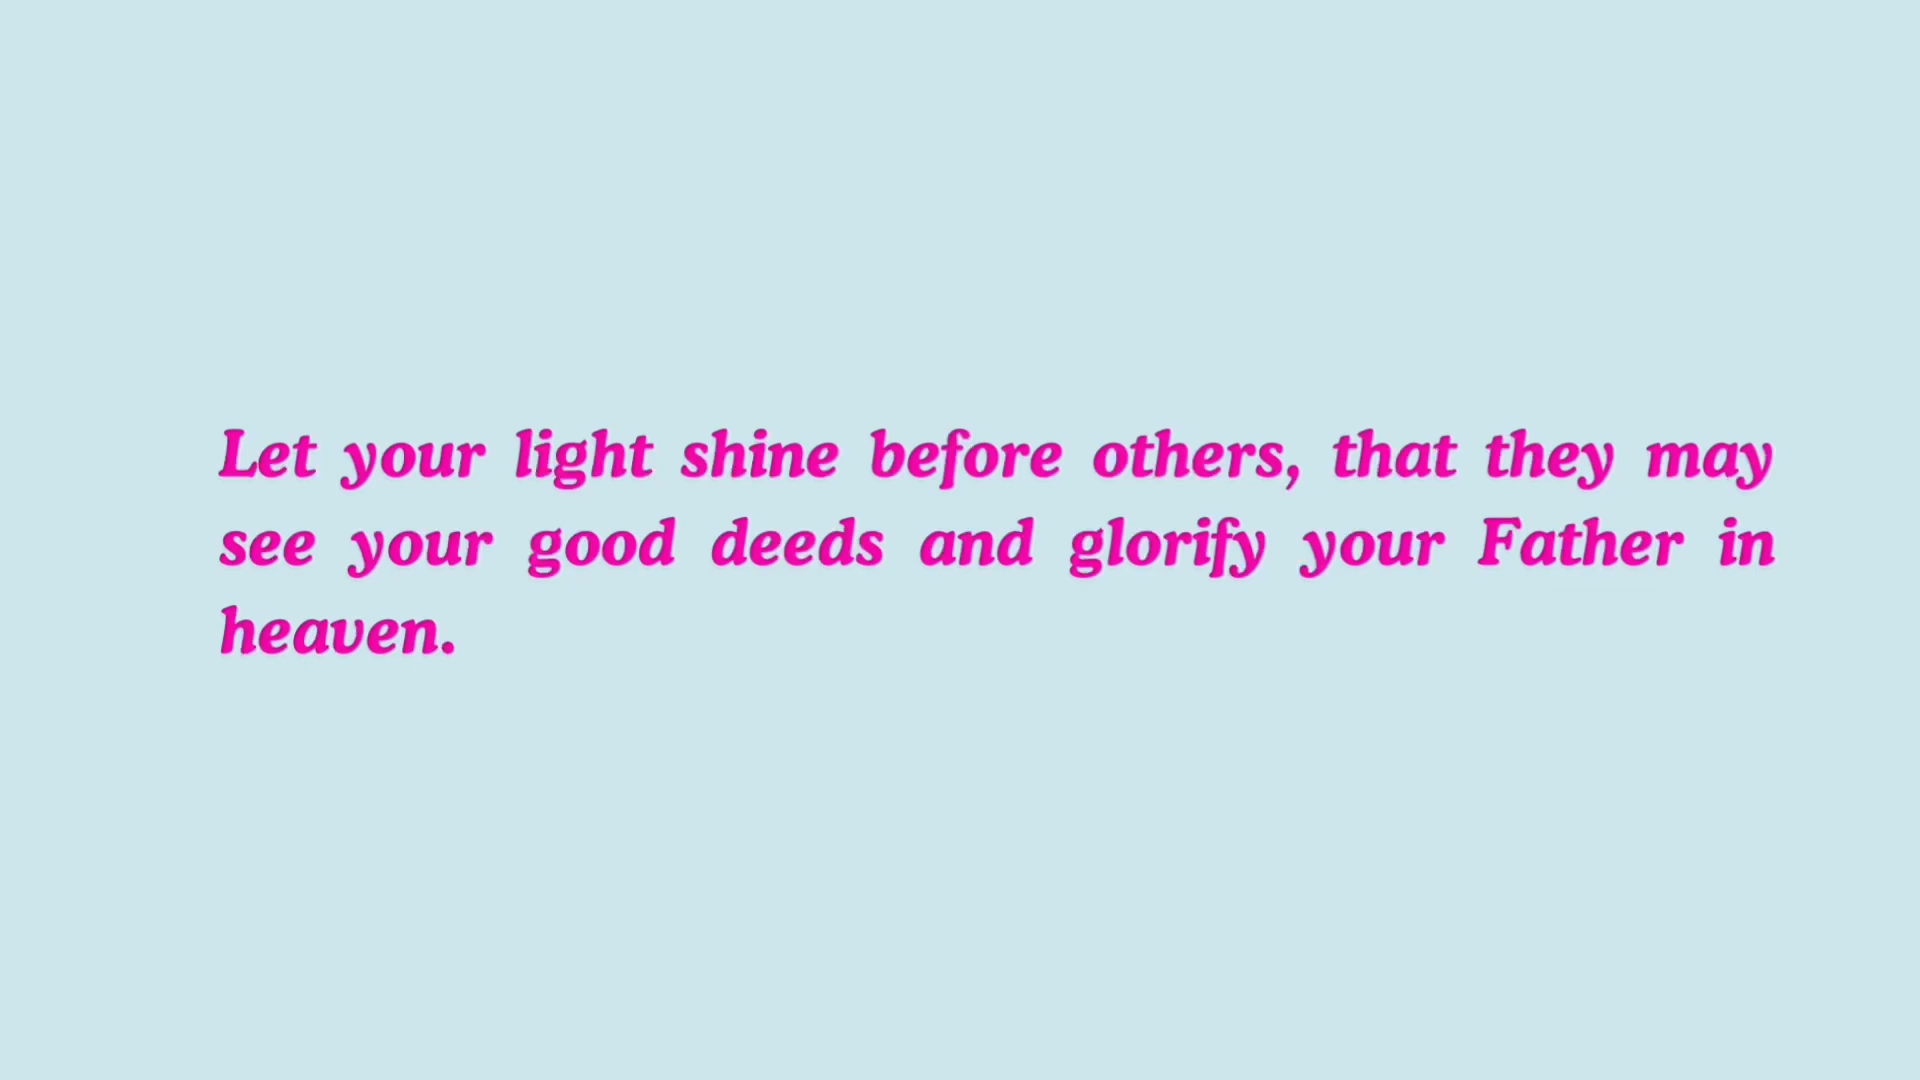 Let your light shine before others, that they may
see your good deeds and glorify your Father in
heaven.